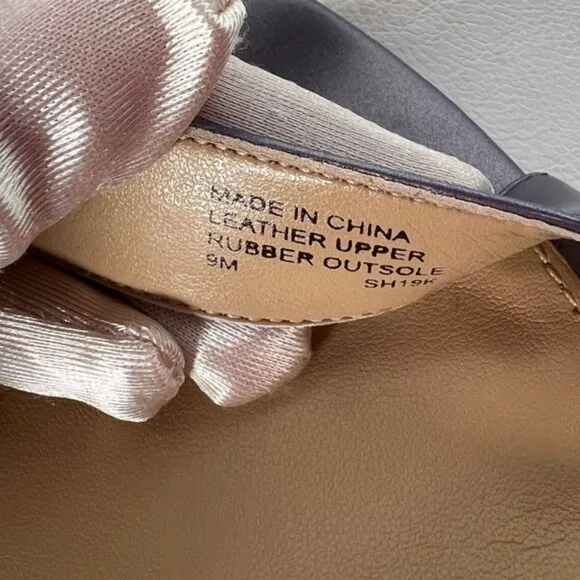 MADE IN CHINA
LEATHER UPPER
RUBBER OUTSOLE
9M
SH19K